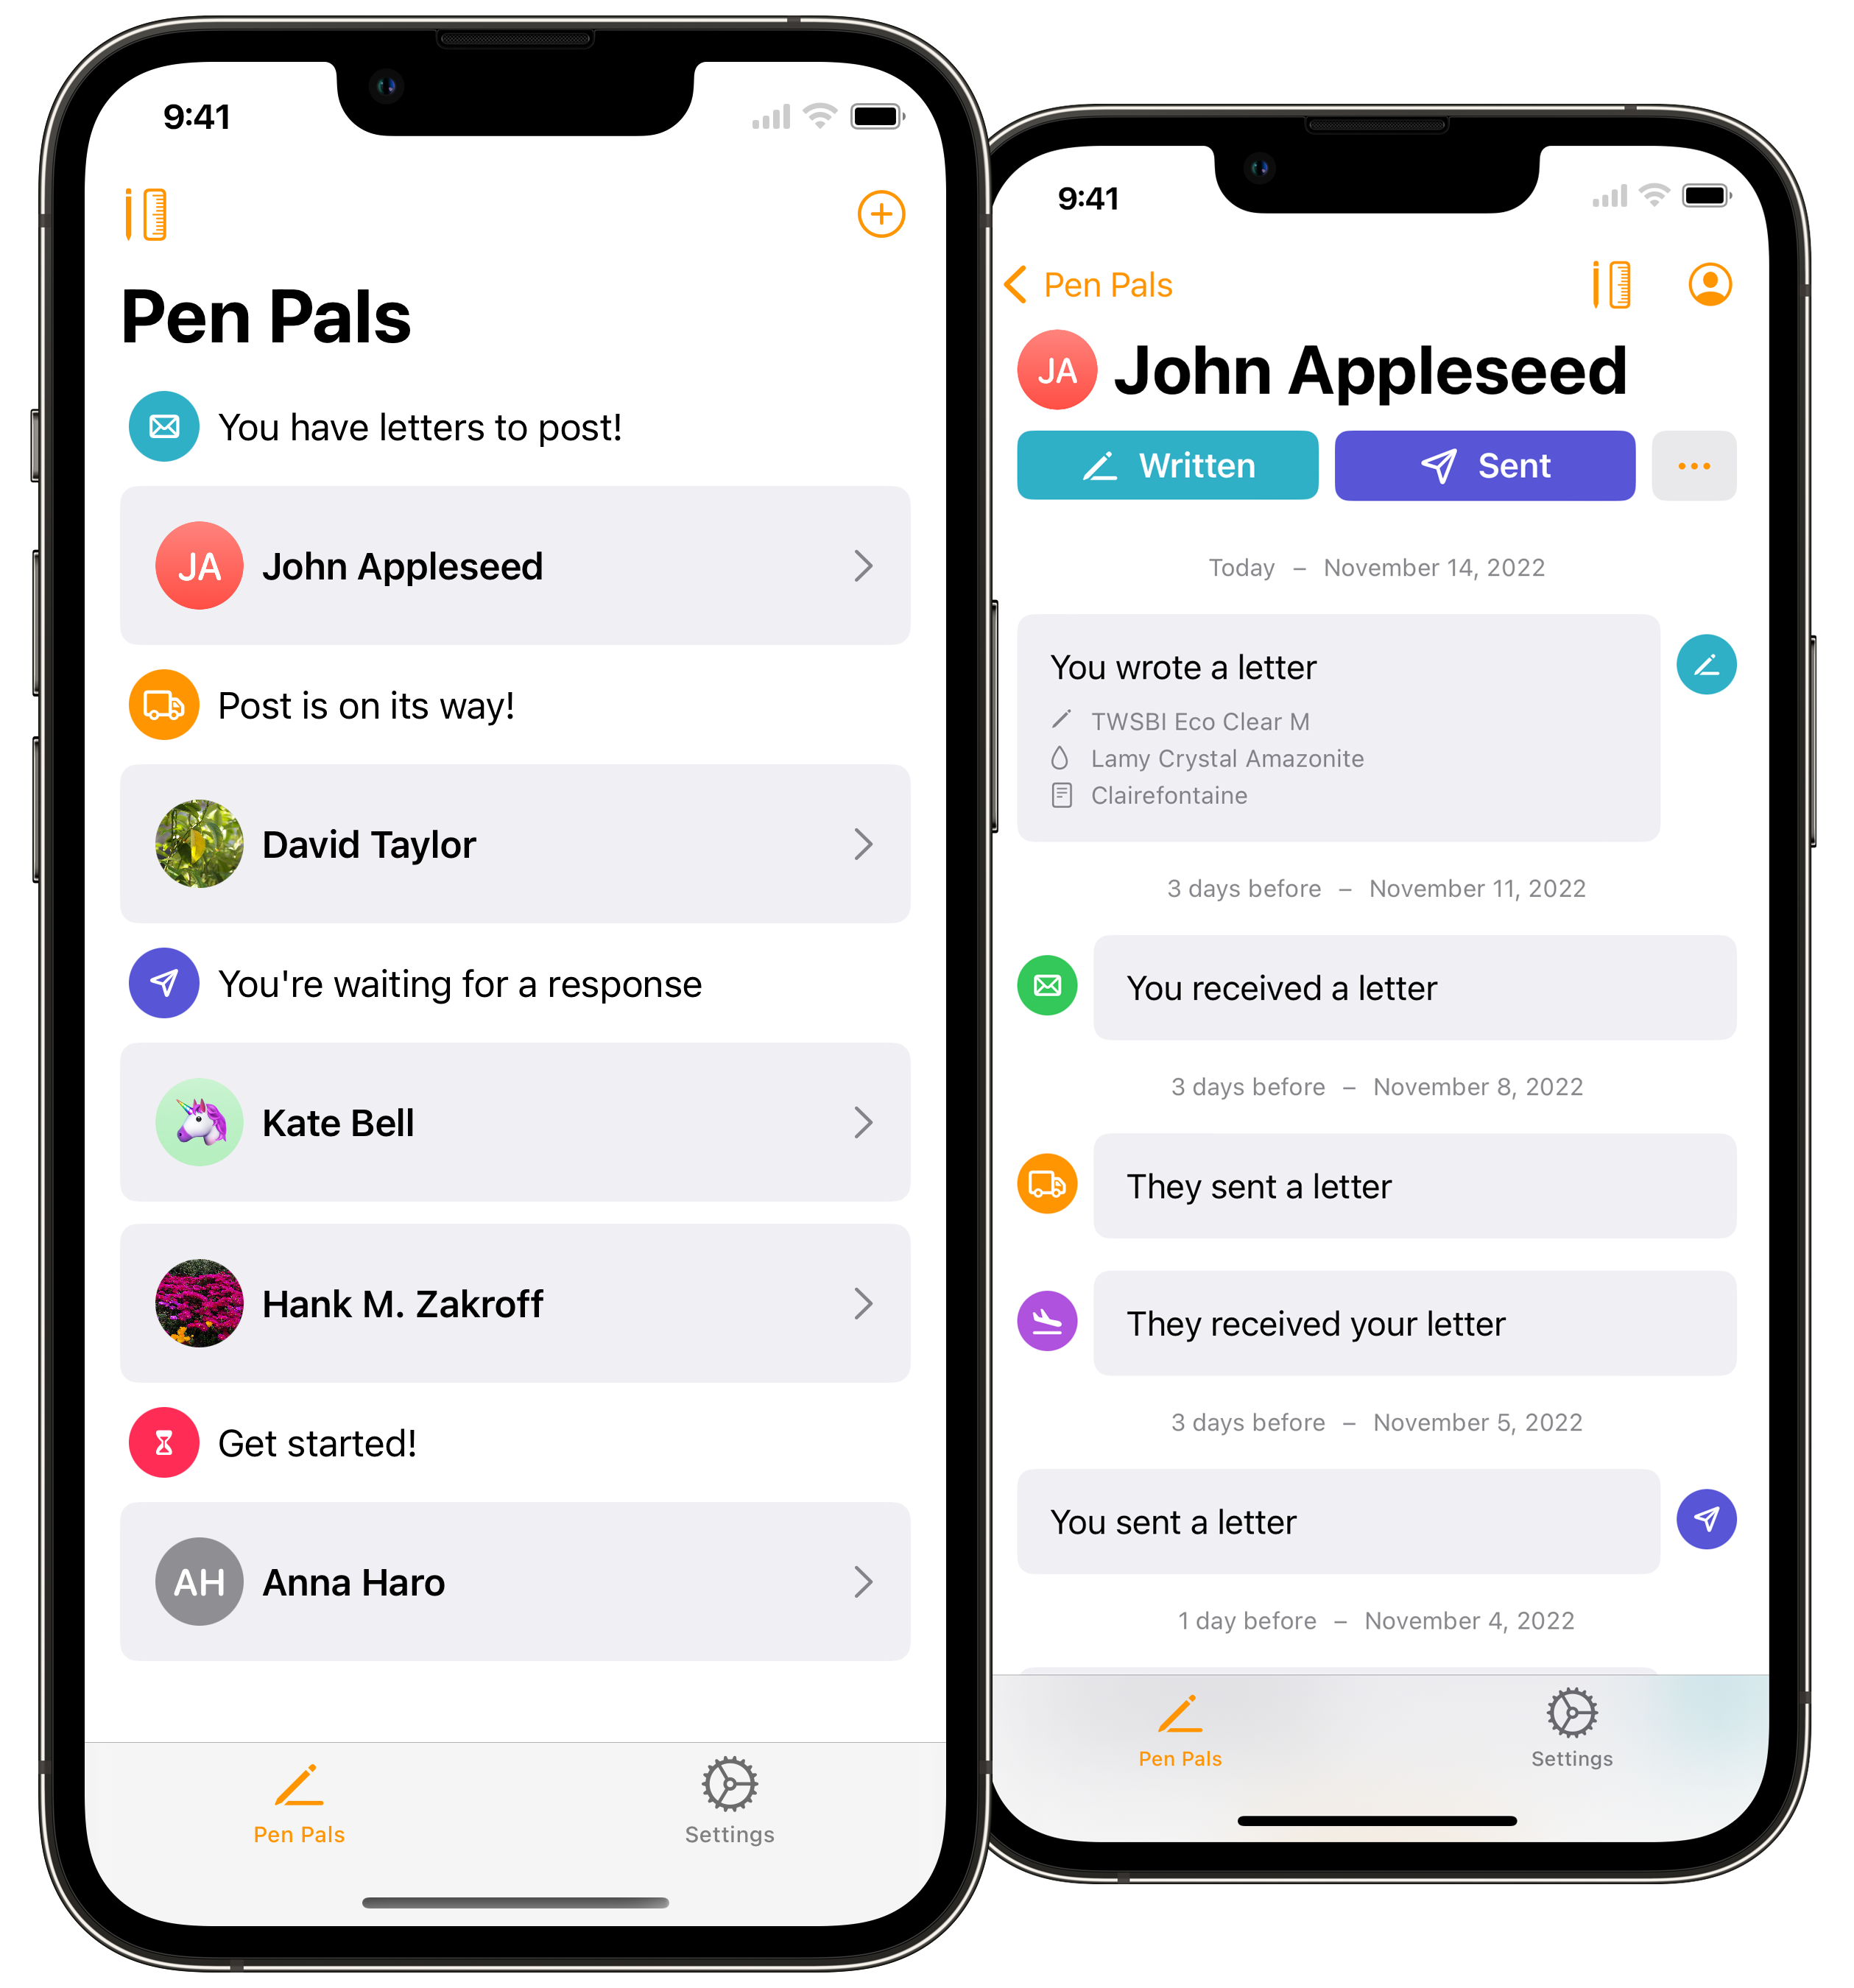 9:41
Pen Pals
You have letters to post!
JA John Appleseed
Post is on its way!
David Taylor
You're waiting for a response
Kate Bell
Hank M. Zakroff
Get started!
AH Anna Haro
Pen Pals Settings
9:41
Pen Pals
JA John Appleseed
Written Sent
Today – November 14, 2022
You wrote a letter
TWSBI Eco Clear M
Lamy Crystal Amazonite
Clairefontaine
3 days before – November 11, 2022
You received a letter
3 days before – November 8, 2022
They sent a letter
They received your letter
3 days before – November 5, 2022
You sent a letter
1 day before – November 4, 2022
Pen Pals Settings